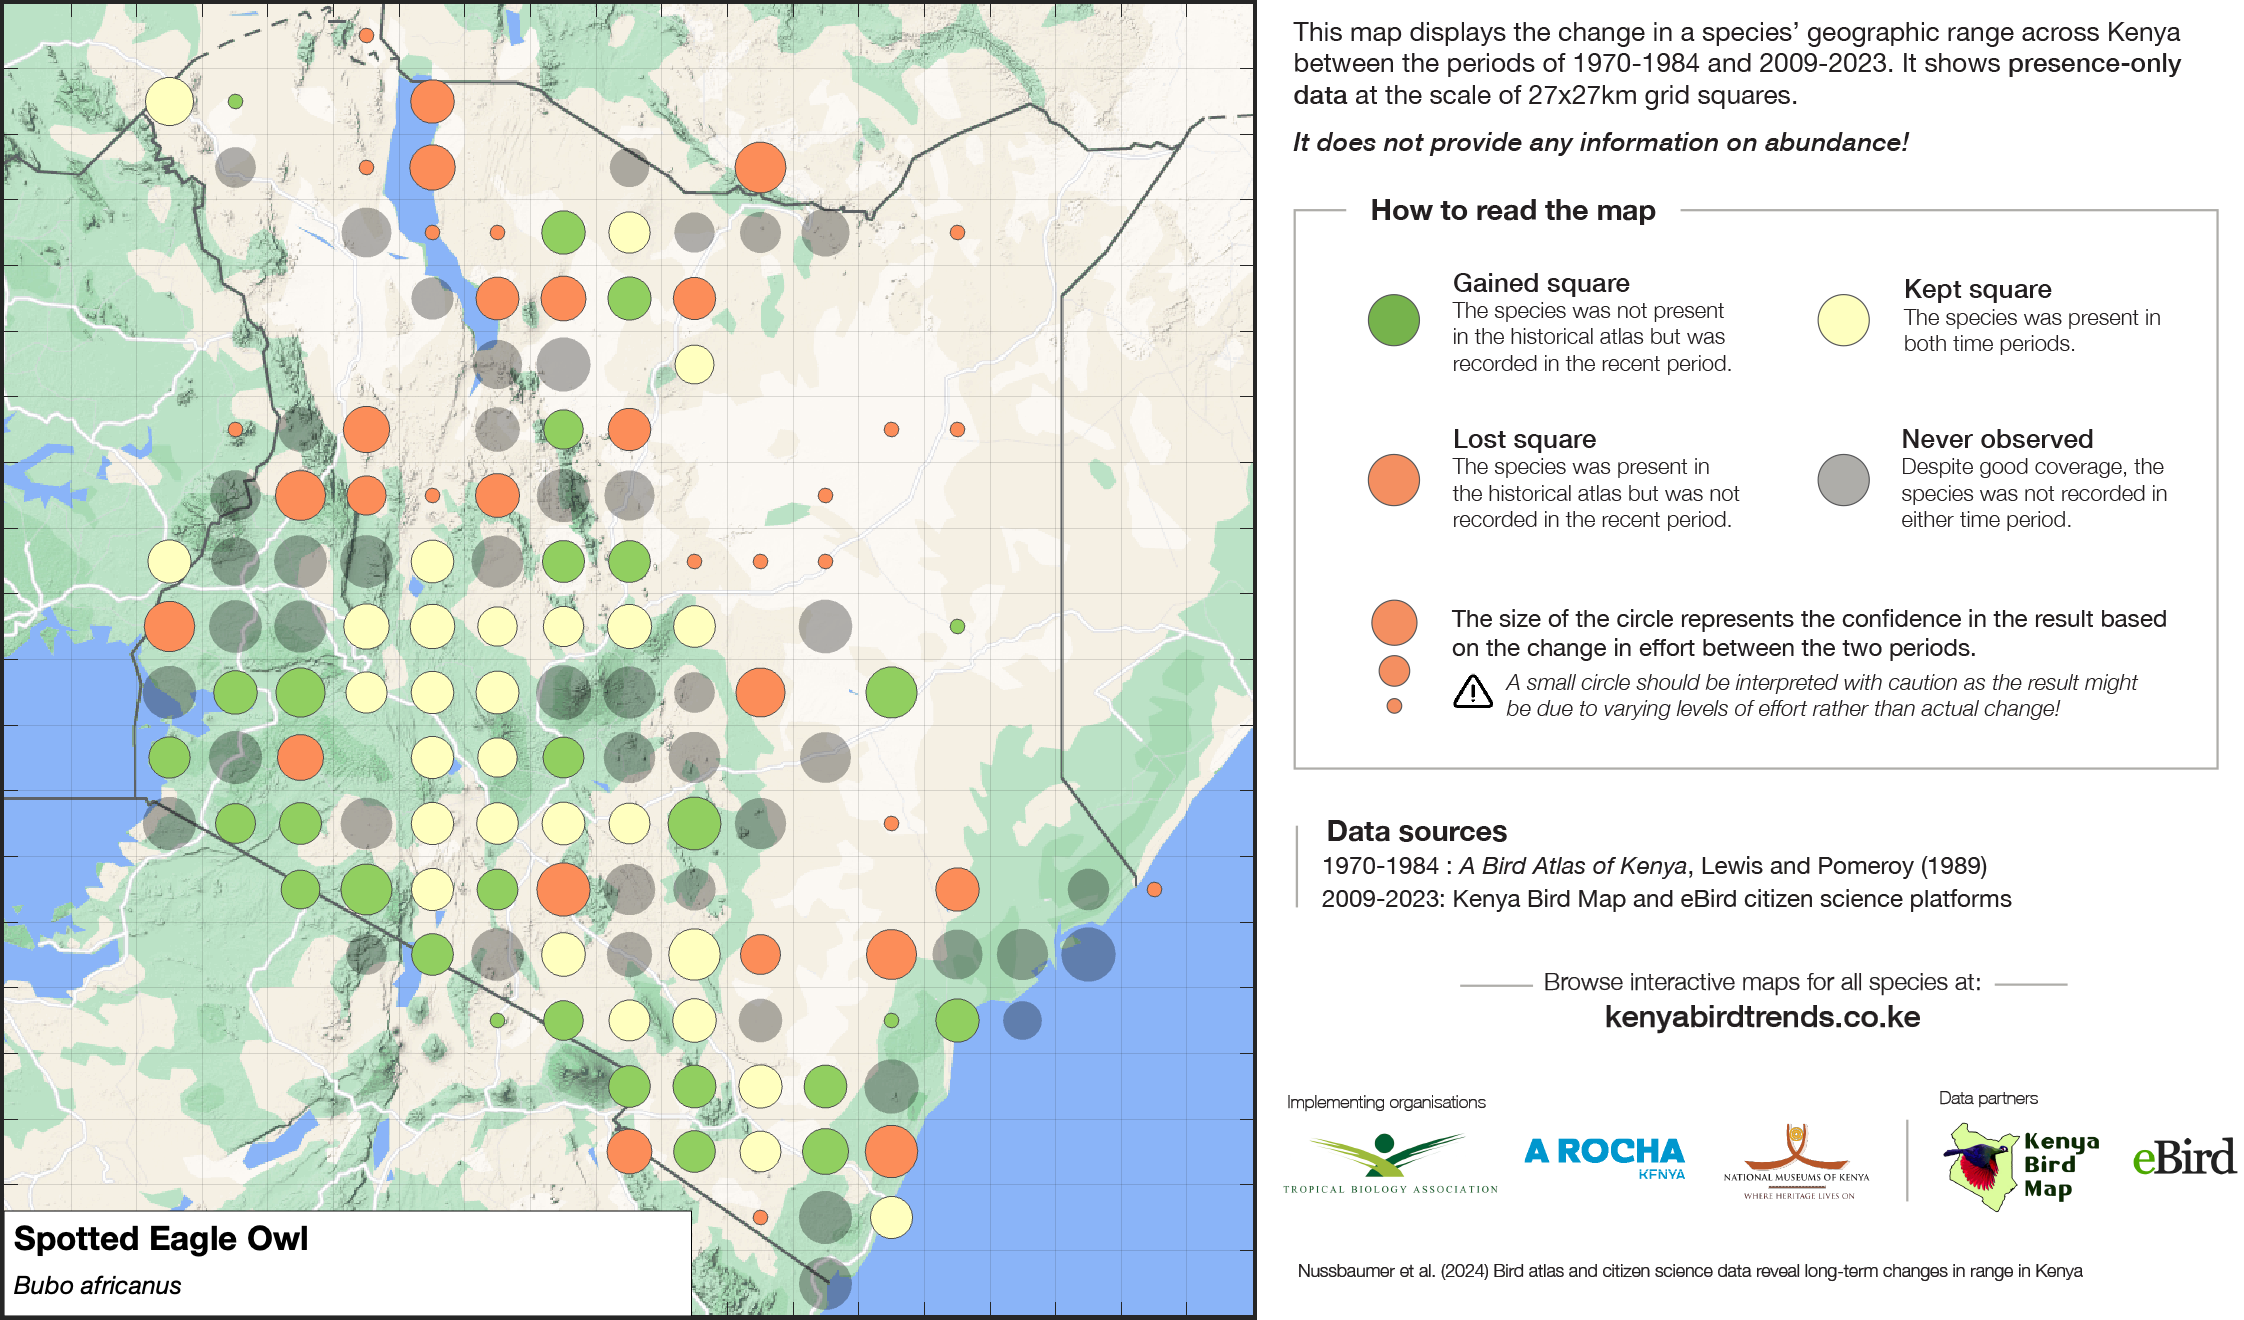 This map displays the change in a species’ geographic range across Kenya
between the periods of 1970-1984 and 2009-2023. It shows presence-only
data at the scale of 27x27km grid squares.
It does not provide any information on abundance!
How to read the map
Gained square
The species was not present
in the historical atlas but was
recorded in the recent period.
Kept square
The species was present in
both time periods.
Lost square
The species was present in
the historical atlas but was not
recorded in the recent period.
Never observed
Despite good coverage, the
species was not recorded in
either time period.
The size of the circle represents the confidence in the result based
on the change in effort between the two periods.
A small circle should be interpreted with caution as the result might
be due to varying levels of effort rather than actual change!
Data sources
1970-1984 : A Bird Atlas of Kenya, Lewis and Pomeroy (1989)
2009-2023: Kenya Bird Map and eBird citizen science platforms
Browse interactive maps for all species at:
kenyabirdtrends.co.ke
Implementing organisations
Data partners
TROPICAL BIOLOGY ASSOCIATION
A ROCHA
KENYA
NATIONAL MUSEUMS OF KENYA
WHERE HERITAGE LIVES ON
Kenya
Bird
Map
eBird
Spotted Eagle Owl
Bubo africanus
Nussbaumer et al. (2024) Bird atlas and citizen science data reveal long-term changes in range in Kenya